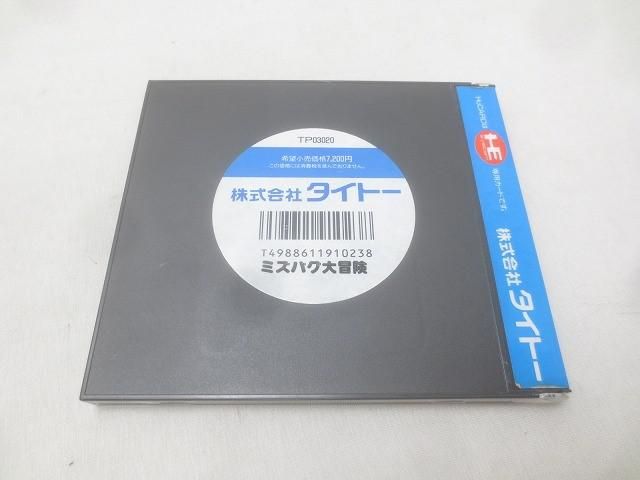 TP03020
希望小売価格7,200円
この価格には消費税を含んでおりません。
株式会社 タイトー
T4988611910238
ミズバク大冒険
HE
専用カードです。
株式会社 タイトー